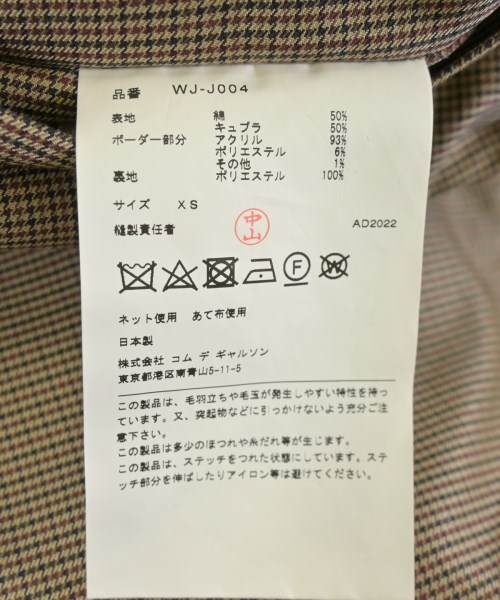 品番 WJ-J004
表地 綿 50%
キュプラ 50%
ボーダー部分 アクリル 93%
ポリエステル 6%
その他 1%
裏地 ポリエステル 100%
サイズ XS
縫製責任者 中山 AD2022
F W
ネット使用 あて布使用
日本製
株式会社 コム デ ギャルソン
東京都港区南青山5-11-5
この製品は、毛羽立ちや毛玉が発生しやすい特性を持っ
ています。又、突起物などに引っかけないよう充分ご注
意下さい。
この製品は多少のほつれや糸だれ等が生じます。
この製品は、ステッチをつれた状態にしています。ステ
ッチ部分を伸ばしたりアイロン等は避けてください。